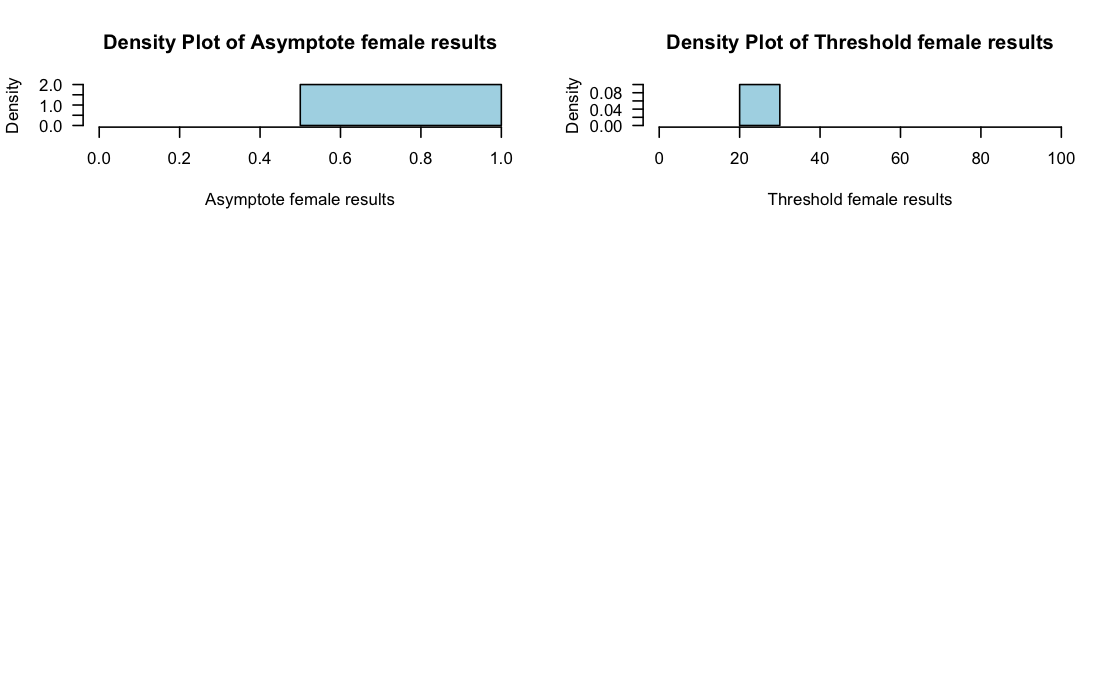 Density Plot of Asymptote female results
Density
2.0
1.0
0.0
0.0 0.2 0.4 0.6 0.8 1.0
Asymptote female results
Density Plot of Threshold female results
Density
0.08
0.04
0.00
0 20 40 60 80 100
Threshold female results